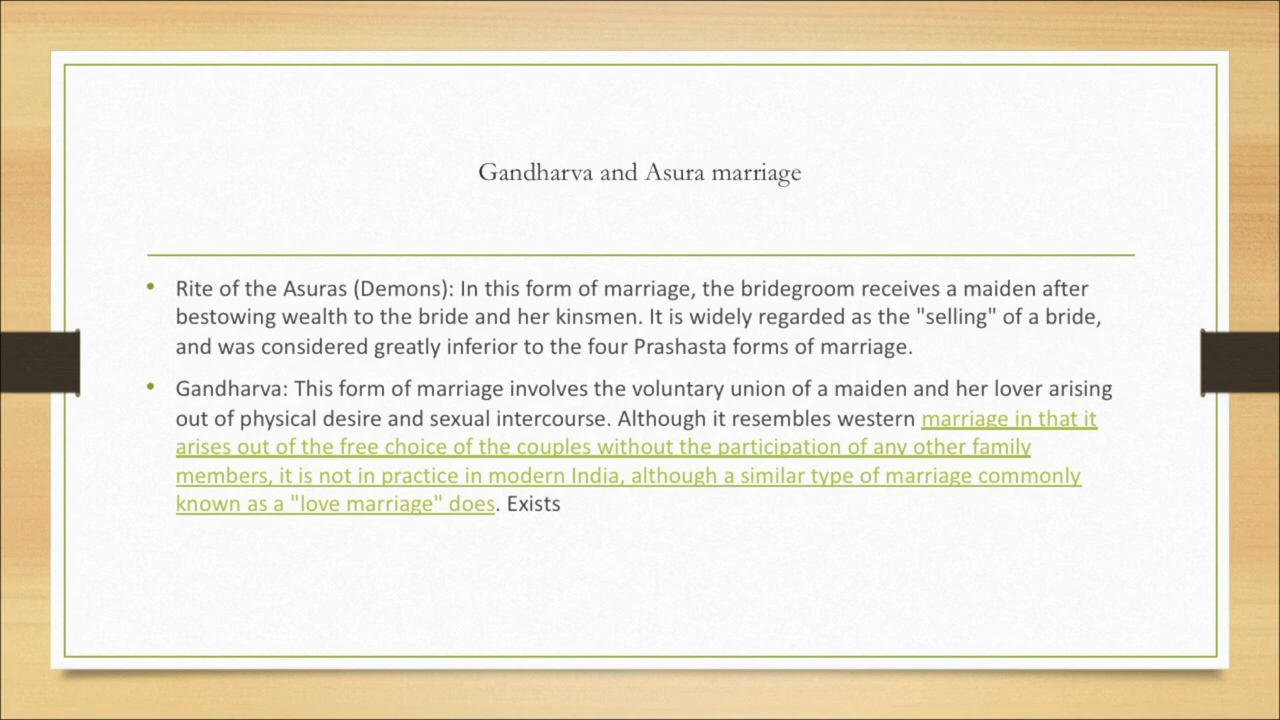 Gandharva and Asura marriage
• Rite of the Asuras (Demons): In this form of marriage, the bridegroom receives a maiden after
bestowing wealth to the bride and her kinsmen. It is widely regarded as the "selling" of a bride,
and was considered greatly inferior to the four Prashasta forms of marriage.
• Gandharva: This form of marriage involves the voluntary union of a maiden and her lover arising
out of physical desire and sexual intercourse. Although it resembles western marriage in that it
arises out of the free choice of the couples without the participation of any other family
members, it is not in practice in modern India, although a similar type of marriage commonly
known as a "love marriage" does. Exists